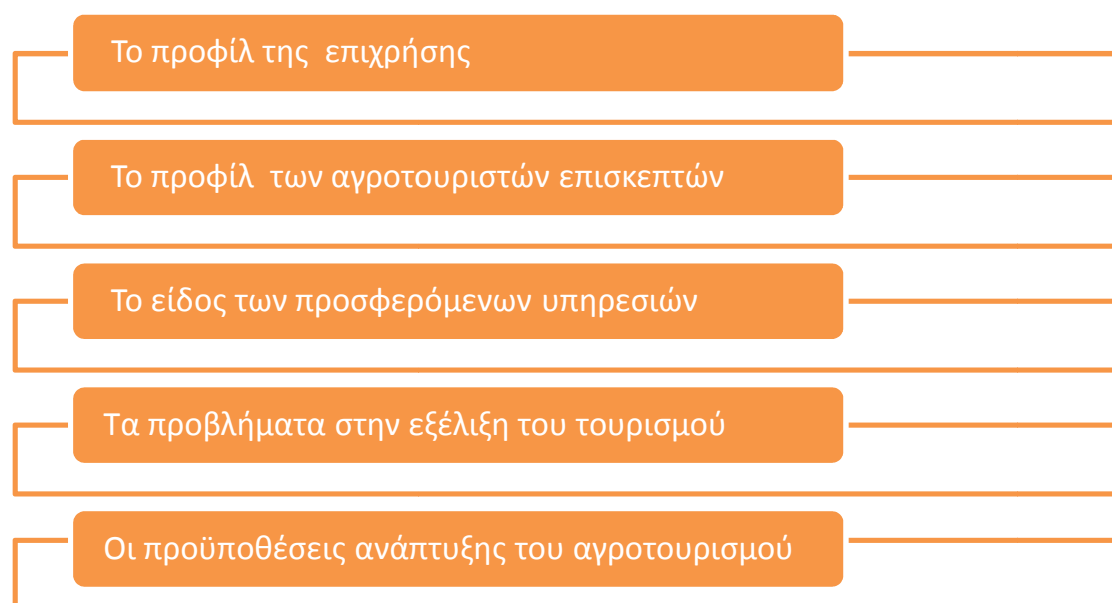 Το προφίλ της επιχρήσης
Το προφίλ των αγροτουριστών επισκεπτών
Το είδος των προσφερόμενων υπηρεσιών
Τα προβλήματα στην εξέλιξη του τουρισμού
Οι προϋποθέσεις ανάπτυξης του αγροτουρισμού